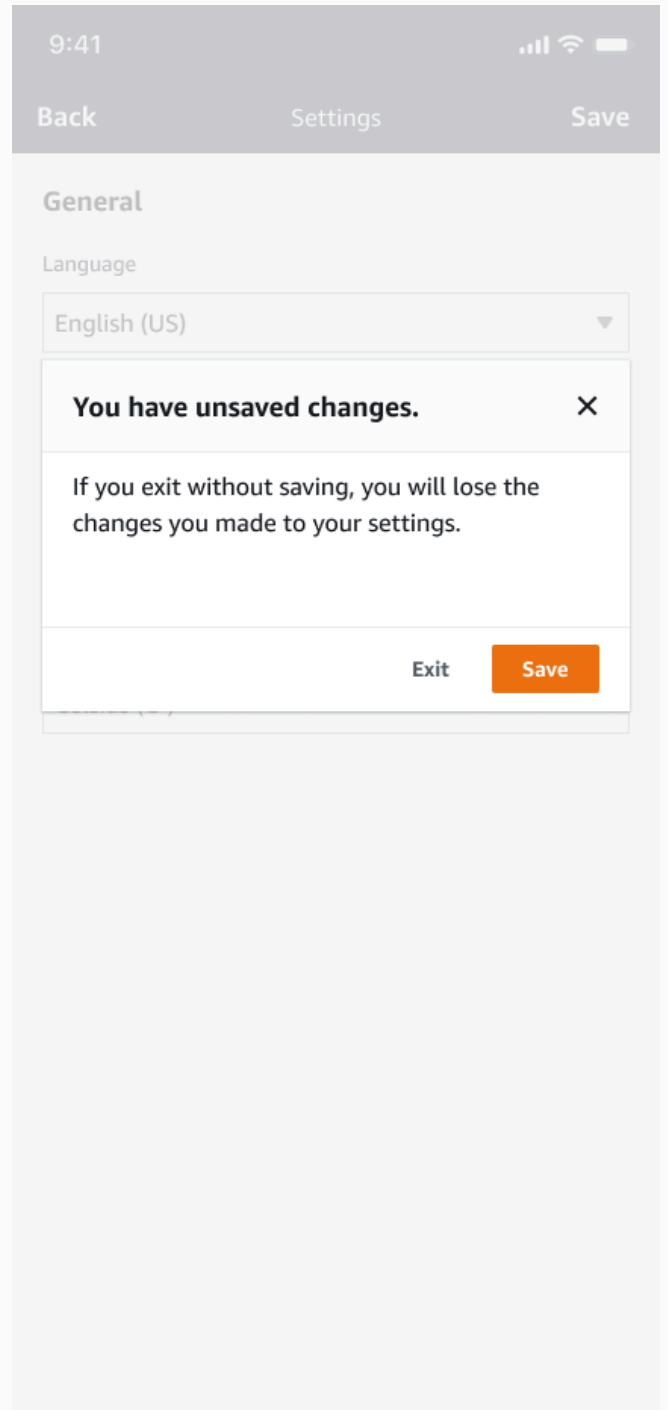 9:41
Back Settings Save
General
Language
English (US)
You have unsaved changes.
If you exit without saving, you will lose the
changes you made to your settings.
Exit Save